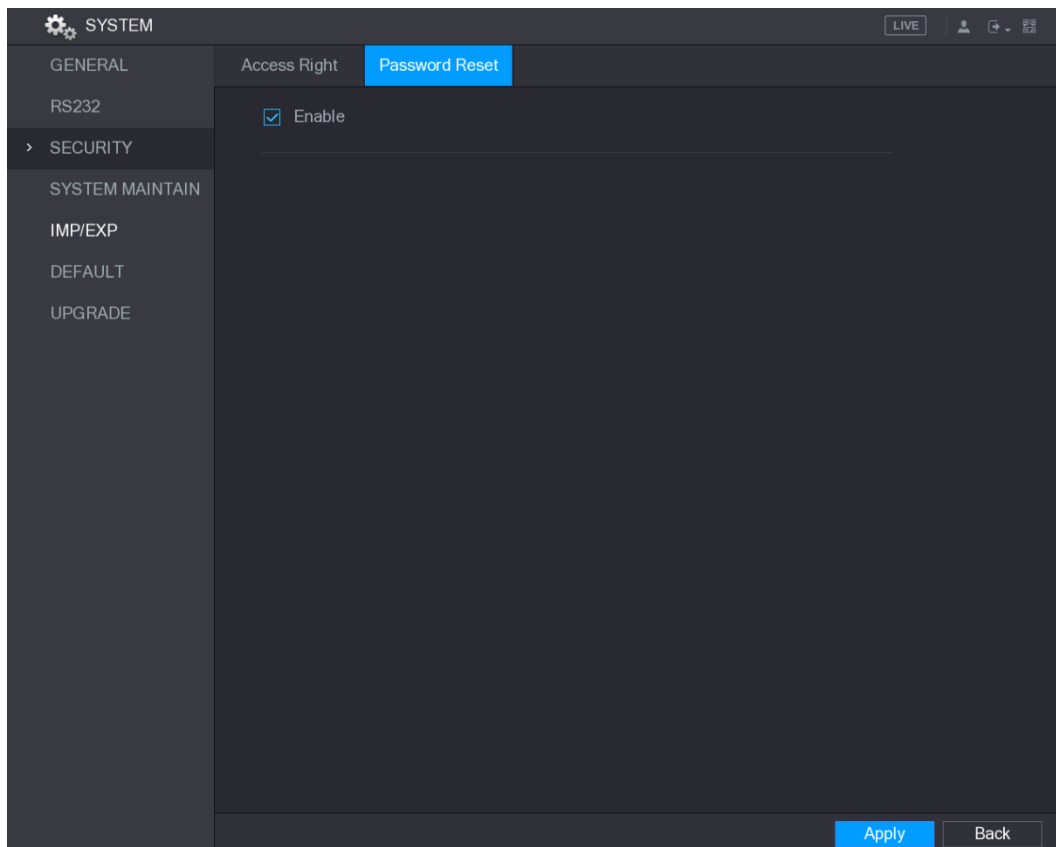 SYSTEM
LIVE
GENERAL
RS232
SECURITY
SYSTEM MAINTAIN
IMP/EXP
DEFAULT
UPGRADE
Access Right
Password Reset
Enable
Apply
Back